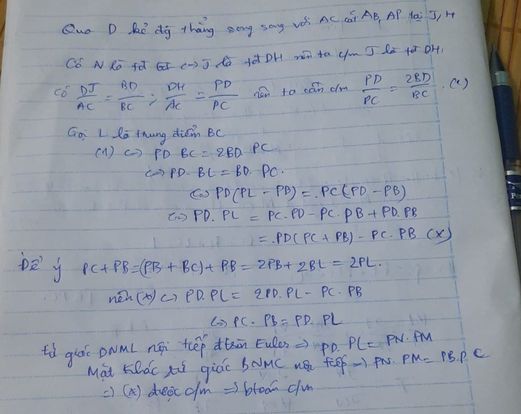 Qua D kẻ đg thẳng song song với AC cắt AB, AP tại J, H
Có N là tđ EF <-> J là tđ DH nên ta c/m J là tđ DH.
Có DJ/AC = BD/BC ; DH/AC = PD/PC nên ta cần c/m PD/PC = 2BD/BC. (1)
Gọi L là trung điểm BC
(1) <=> PD. BC = 2BD. PC
<=> PD. BL = BD. PC.
<=> PD(PL - PB) = PC(PD - PB)
<=> PD. PL = PC. PD - PC. PB + PD. PB
= PD(PC + PB) - PC. PB (*)
Để ý PC + PB = (PB + BC) + PB = 2PB + 2BL = 2PL.
nên (*) <=> PD. PL = 2PD. PL - PC. PB
<=> PC. PB = PD. PL
tứ giác DNML nội tiếp đtròn Euler => PD. PL = PN. PM
Mặt khác tứ giác BNMC nội tiếp => PN. PM = PB.PC
=> (*) được c/m => btoán c/m